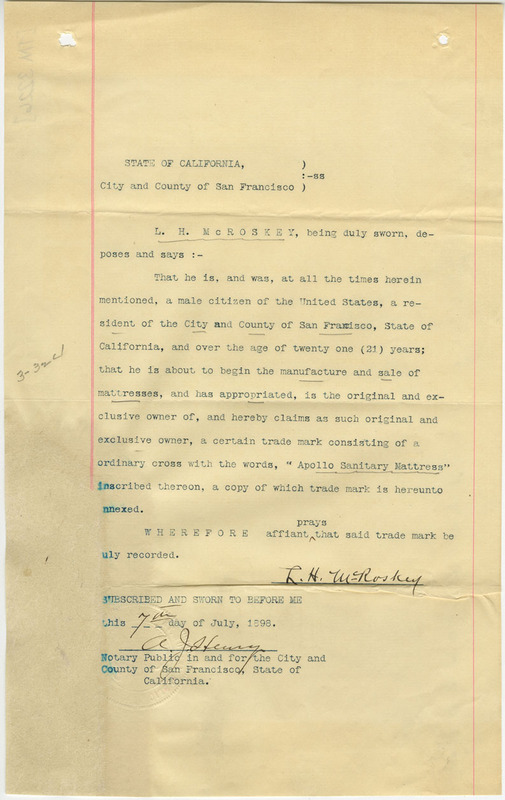 STATE OF CALIFORNIA, )
:-ss
City and County of San Francisco )
L. H. McROSKEY, being duly sworn, de-
poses and says :-
That he is, and was, at all the times herein
mentioned, a male citizen of the United States, a re-
sident of the City and County of San Francisco, State of
California, and over the age of twenty one (21) years;
that he is about to begin the manufacture and sale of
mattresses, and has appropriated, is the original and ex-
clusive owner of, and hereby claims as such original and
exclusive owner, a certain trade mark consisting of a
ordinary cross with the words, "Apollo Sanitary Mattress"
inscribed thereon, a copy of which trade mark is hereunto
annexed.
prays
WHEREFORE affiant ^ that said trade mark be
uly recorded.
L. H. McRoskey
SUBSCRIBED AND SWORN TO BEFORE ME
this 7th day of July, 1898.
A. J. Henry
Notary Public in and for the City and
County of San Francisco, State of
California.